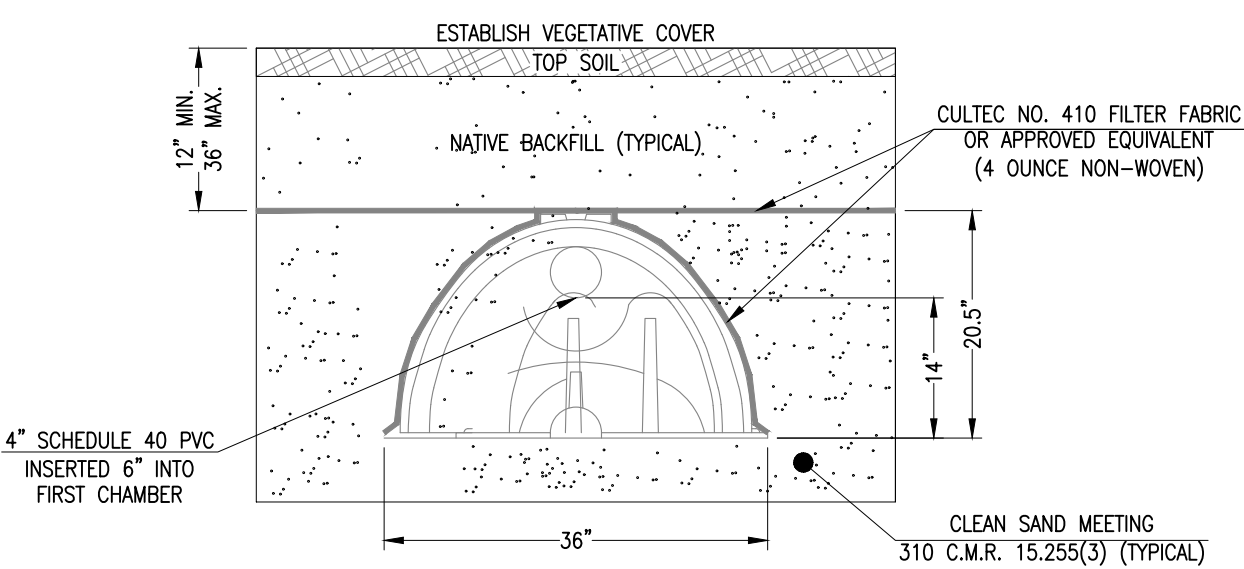 ESTABLISH VEGETATIVE COVER
TOP SOIL
12" MIN.
36" MAX.
NATIVE BACKFILL (TYPICAL)
CULTEC NO. 410 FILTER FABRIC
OR APPROVED EQUIVALENT
(4 OUNCE NON-WOVEN)
20.5"
14"
4" SCHEDULE 40 PVC
INSERTED 6" INTO
FIRST CHAMBER
36"
CLEAN SAND MEETING
310 C.M.R. 15.255(3) (TYPICAL)